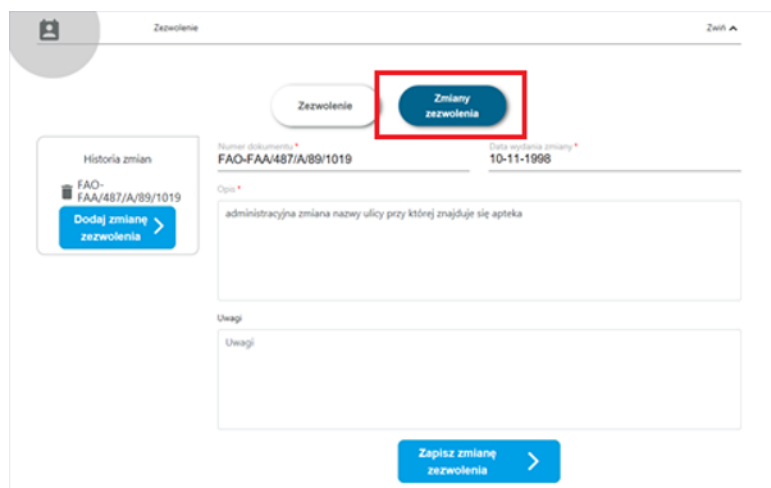 Zezwolenie
Zwiń
Zezwolenie
Zmiany
zezwolenia
Historia zmian
FAO-
FAA/487/A/89/1019
Dodaj zmianę
zezwolenia
Numer dokumentu *
FAO-FAA/487/A/89/1019
Data wydania zmiany *
10-11-1998
Opis *
administracyjna zmiana nazwy ulicy przy której znajduje się apteka
Uwagi
Uwagi
Zapisz zmianę
zezwolenia